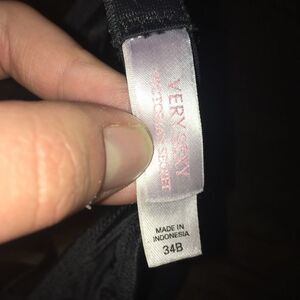 VERY SEXY
VICTORIA'S SECRET
MADE IN
INDONESIA
34B